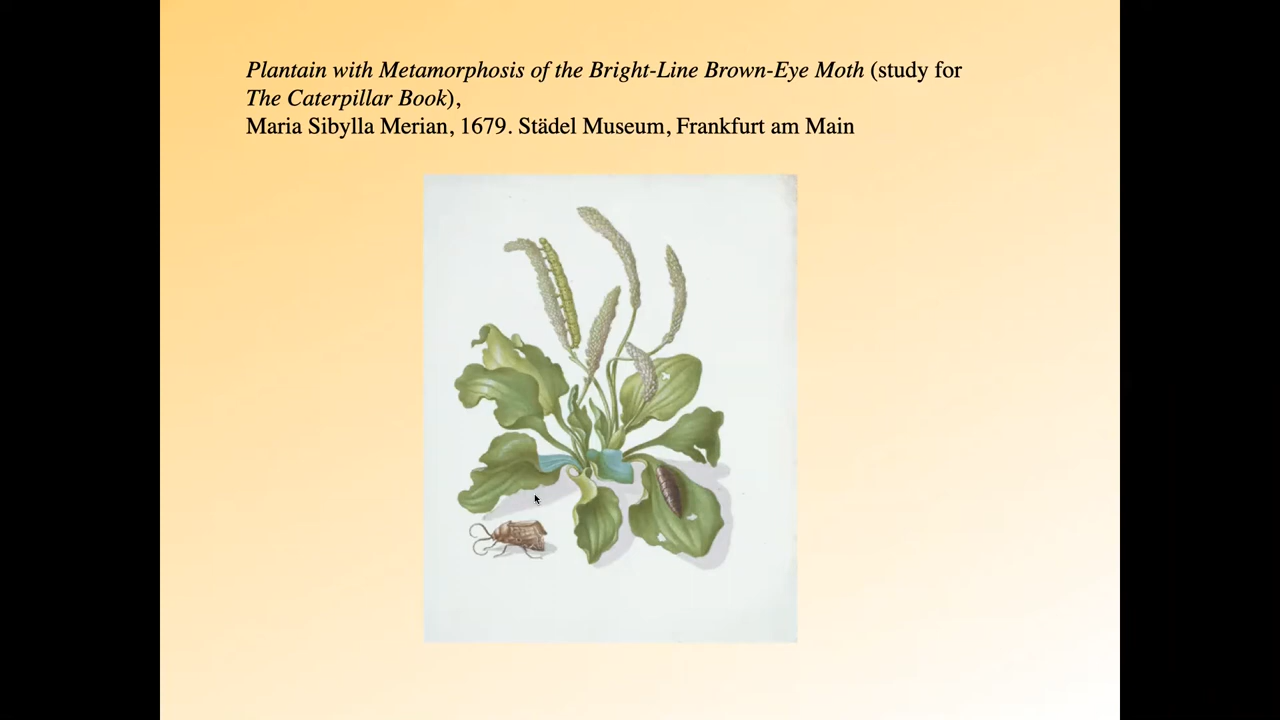 Plantain with Metamorphosis of the Bright-Line Brown-Eye Moth (study for
The Caterpillar Book),
Maria Sibylla Merian, 1679. Städel Museum, Frankfurt am Main